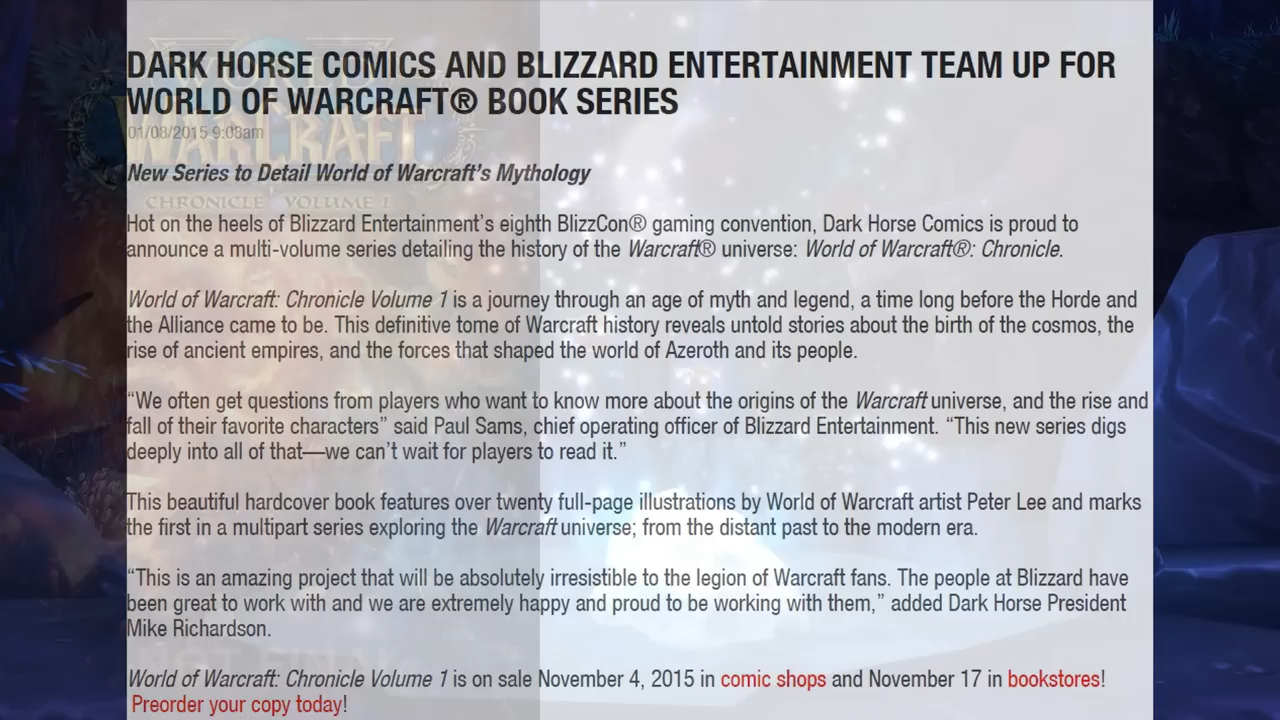 DARK HORSE COMICS AND BLIZZARD ENTERTAINMENT TEAM UP FOR
WORLD OF WARCRAFT® BOOK SERIES
01/08/2015 9:08am
WORLD
WARCRAFT
CHRONICLE VOLUME 1
New Series to Detail World of Warcraft's Mythology
Hot on the heels of Blizzard Entertainment's eighth BlizzCon® gaming convention, Dark Horse Comics is proud to
announce a multi-volume series detailing the history of the Warcraft® universe: World of Warcraft®: Chronicle.
World of Warcraft: Chronicle Volume 1 is a journey through an age of myth and legend, a time long before the Horde and
the Alliance came to be. This definitive tome of Warcraft history reveals untold stories about the birth of the cosmos, the
rise of ancient empires, and the forces that shaped the world of Azeroth and its people.
“We often get questions from players who want to know more about the origins of the Warcraft universe, and the rise and
fall of their favorite characters” said Paul Sams, chief operating officer of Blizzard Entertainment. “This new series digs
deeply into all of that—we can't wait for players to read it.”
This beautiful hardcover book features over twenty full-page illustrations by World of Warcraft artist Peter Lee and marks
the first in a multipart series exploring the Warcraft universe; from the distant past to the modern era.
“This is an amazing project that will be absolutely irresistible to the legion of Warcraft fans. The people at Blizzard have
been great to work with and we are extremely happy and proud to be working with them,” added Dark Horse President
Mike Richardson.
NOT FINAL
World of Warcraft: Chronicle Volume 1 is on sale November 4, 2015 in comic shops and November 17 in bookstores!
Preorder your copy today!